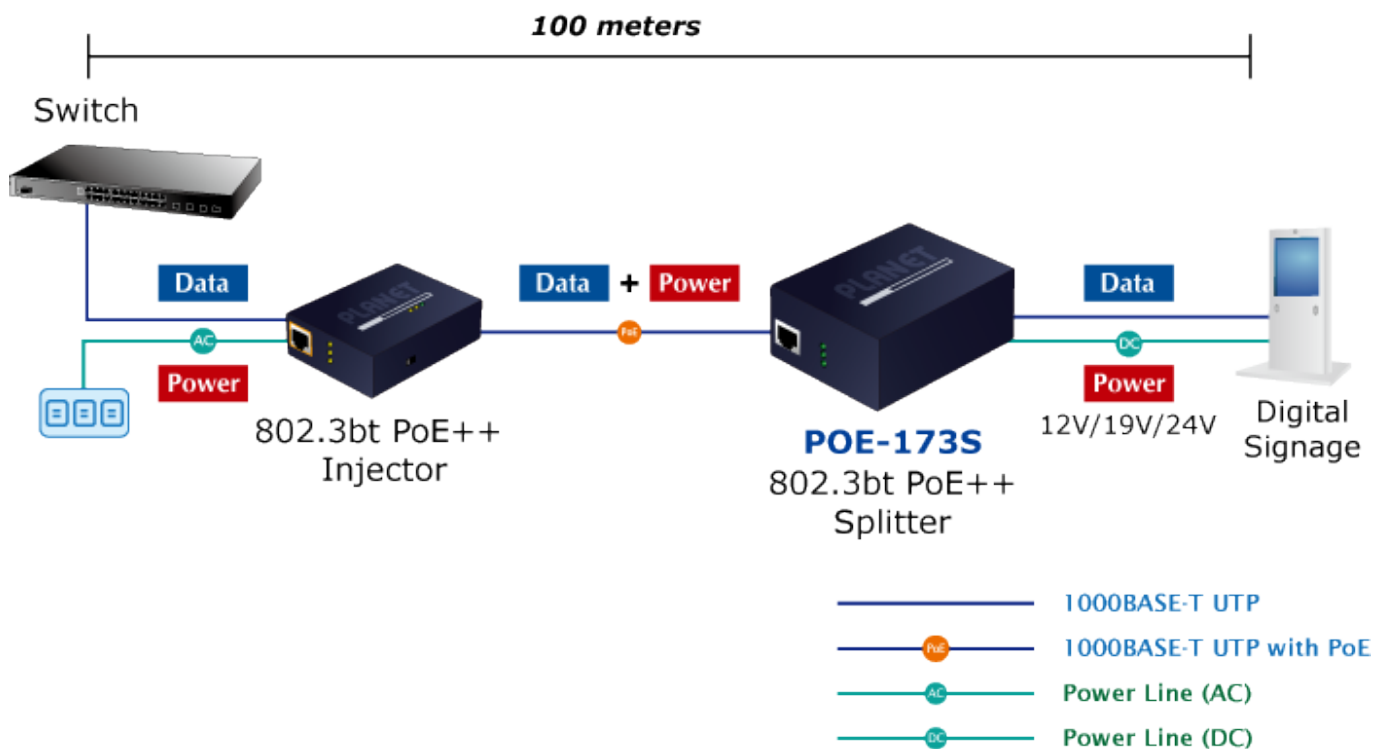 100 meters
Switch
Data
AC
Power
PLANET
802.3bt PoE++
Injector
Data + Power
PoE
PLANET
POE-173S
802.3bt PoE++
Splitter
Data
DC
Power
12V/19V/24V
Digital
Signage
1000BASE-T UTP
PoE 1000BASE-T UTP with PoE
AC Power Line (AC)
DC Power Line (DC)